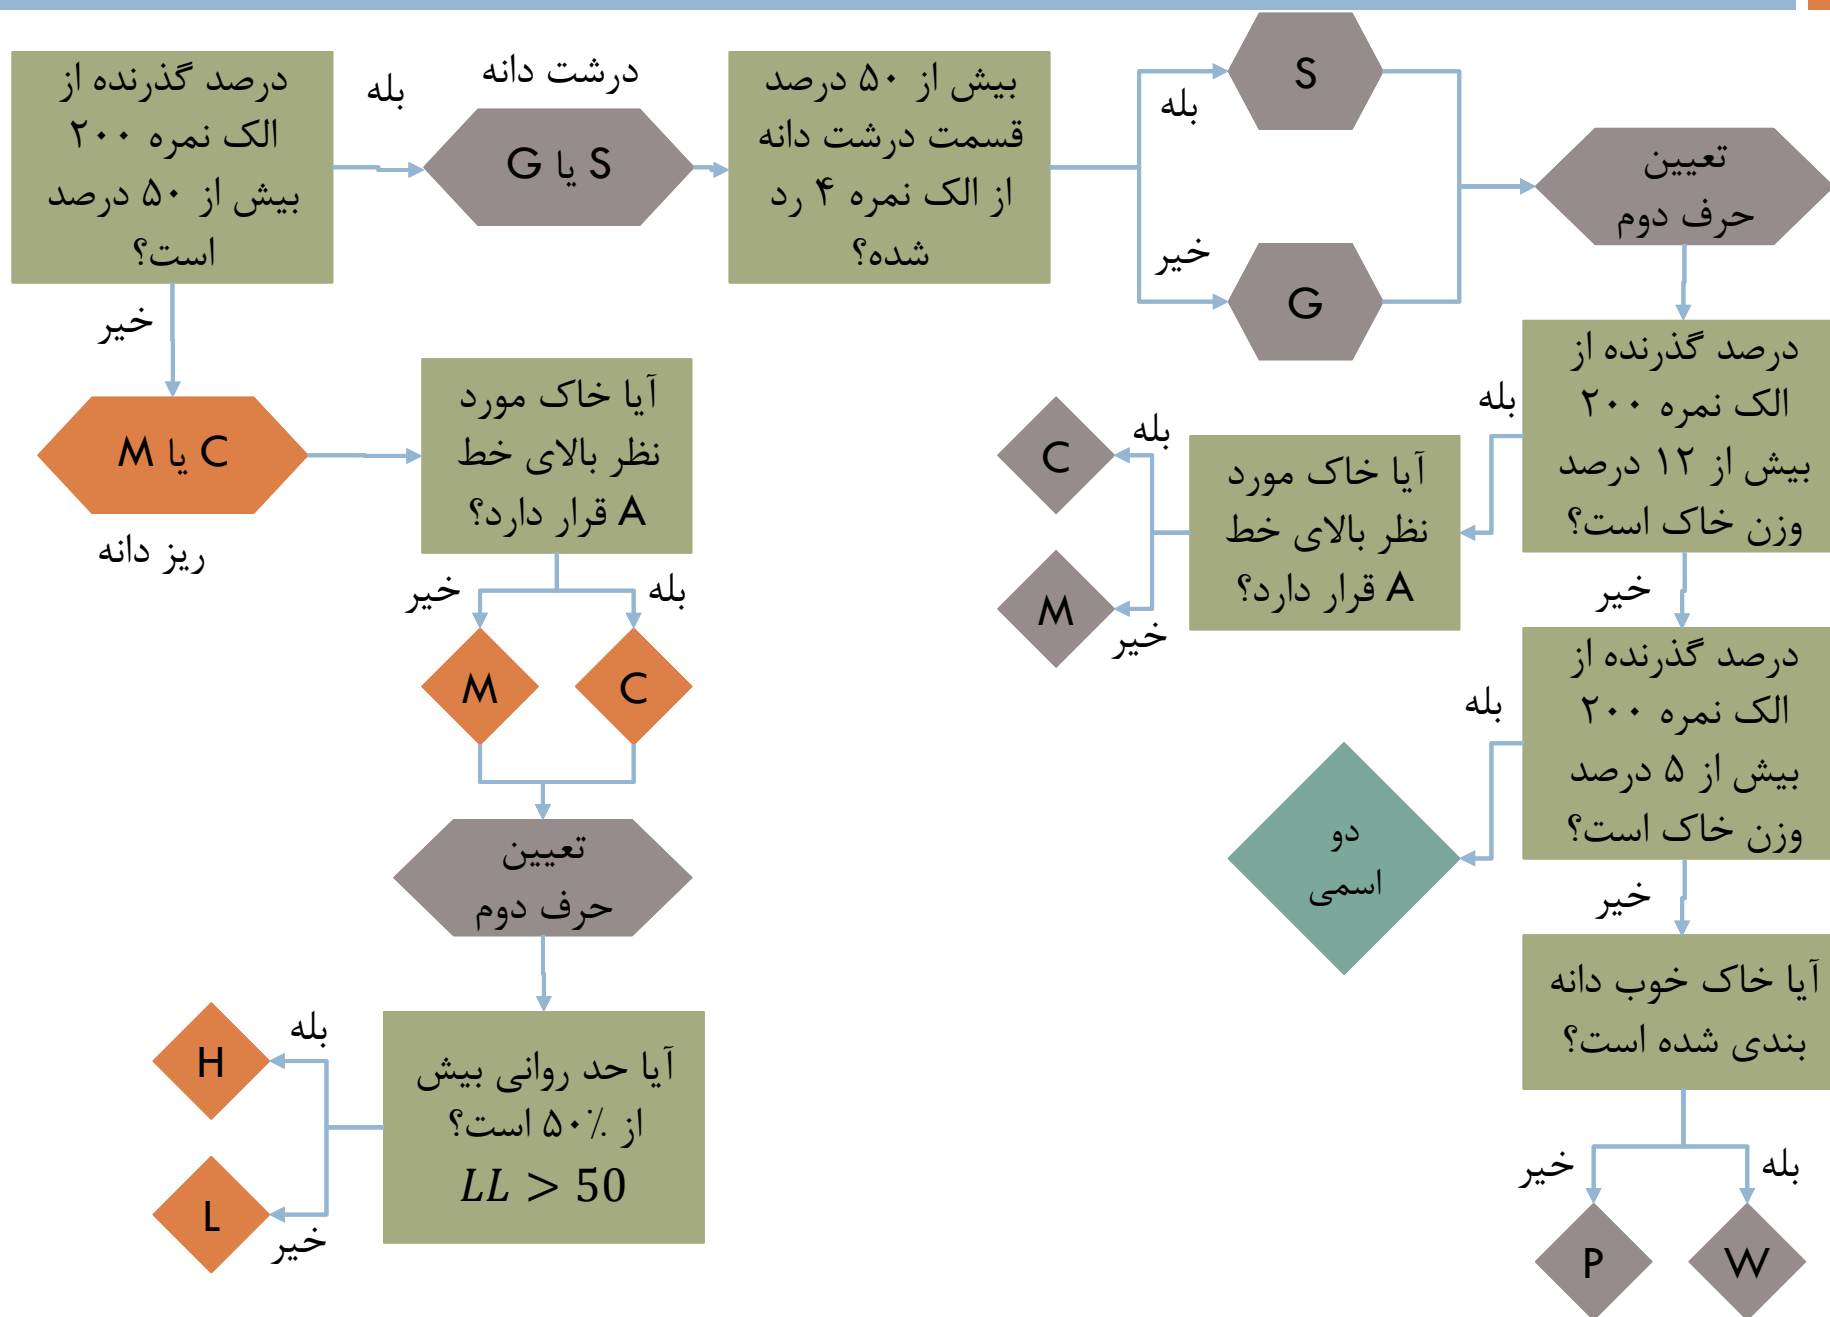 درصد گذرنده از
الک نمره ۲۰۰
بیش از ۵۰ درصد
است؟
بله
خیر
درشت دانه
S یا G
بیش از ۵۰ درصد
قسمت درشت دانه
از الک نمره ۴ رد
شده؟
بله
خیر
S
G
تعیین
حرف دوم
درصد گذرنده از
الک نمره ۲۰۰
بیش از ۱۲ درصد
وزن خاک است؟
بله
خیر
آیا خاک مورد
نظر بالای خط
A قرار دارد؟
بله
خیر
C
M
درصد گذرنده از
الک نمره ۲۰۰
بیش از ۵ درصد
وزن خاک است؟
بله
خیر
دو
اسمی
آیا خاک خوب دانه
بندی شده است؟
خیر
بله
P
W
C یا M
ریز دانه
آیا خاک مورد
نظر بالای خط
A قرار دارد؟
خیر
بله
M
C
تعیین
حرف دوم
آیا حد روانی بیش
از ۵۰٪ است؟
LL > 50
بله
خیر
H
L